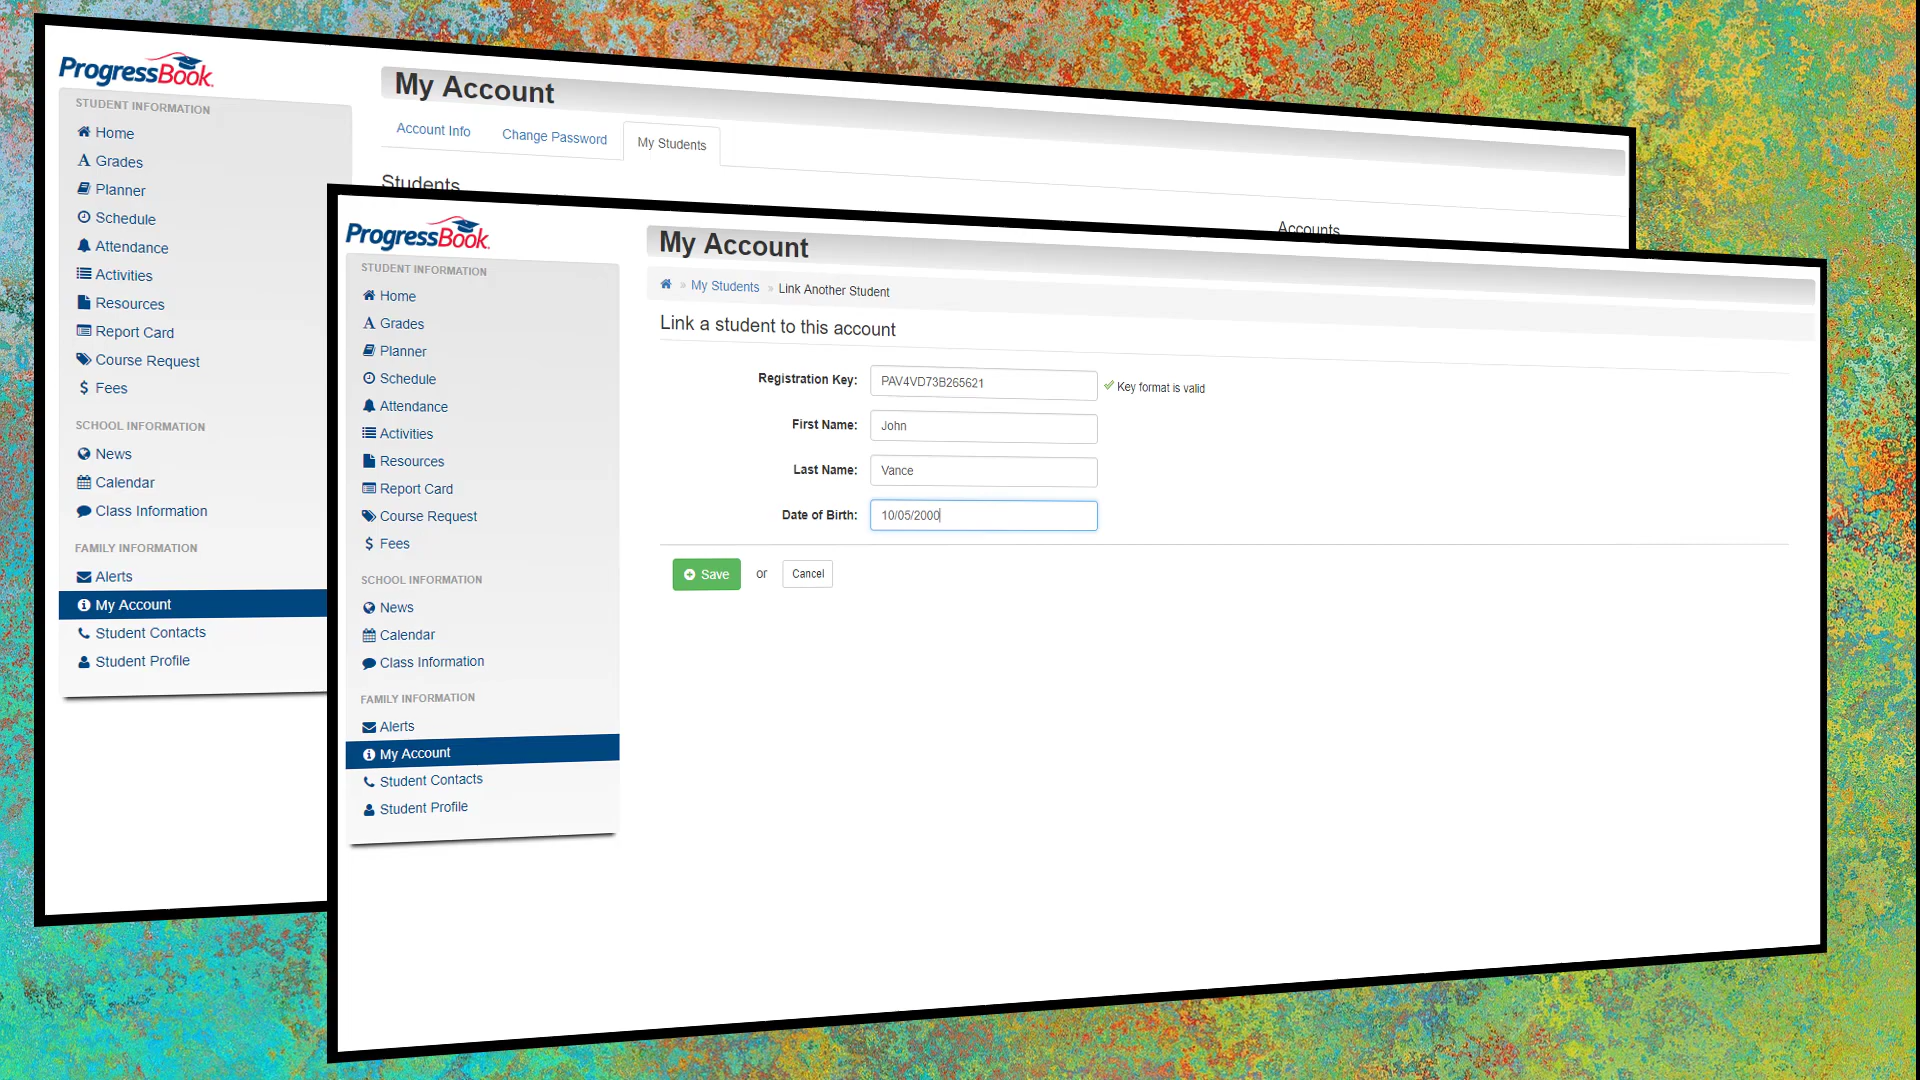 ProgressBook
STUDENT INFORMATION
Home
Grades
Planner
Schedule
Attendance
Activities
Resources
Report Card
Course Request
Fees
SCHOOL INFORMATION
News
Calendar
Class Information
FAMILY INFORMATION
Alerts
My Account
Student Contacts
Student Profile
My Account
Account Info
Change Password
My Students
Students
Accounts
ProgressBook
STUDENT INFORMATION
Home
Grades
Planner
Schedule
Attendance
Activities
Resources
Report Card
Course Request
$ Fees
SCHOOL INFORMATION
News
Calendar
Class Information
FAMILY INFORMATION
Alerts
My Account
Student Contacts
Student Profile
My Account
» My Students » Link Another Student
Link a student to this account
Registration Key: PAV4VD73B265621 Key format is valid
First Name: John
Last Name: Vance
Date of Birth: 10/05/2000
Save or Cancel